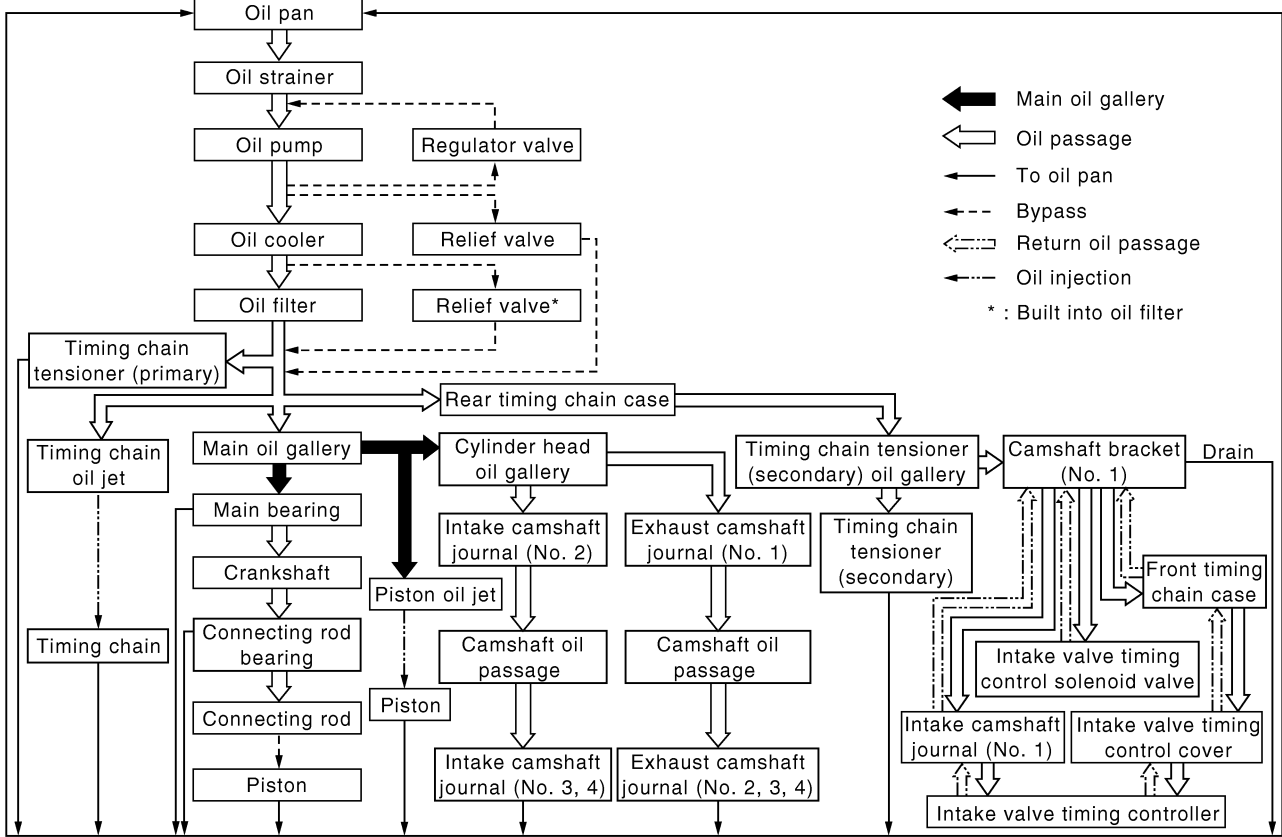 Oil pan
Oil strainer
Oil pump
Regulator valve
Oil cooler
Relief valve
Oil filter
Relief valve*
Main oil gallery
Oil passage
To oil pan
Bypass
Return oil passage
Oil injection
* : Built into oil filter
Timing chain
tensioner (primary)
Rear timing chain case
Timing chain
oil jet
Main oil gallery
Cylinder head
oil gallery
Timing chain tensioner
(secondary) oil gallery
Camshaft bracket
(No. 1)
Drain
Main bearing
Intake camshaft
journal (No. 2)
Exhaust camshaft
journal (No. 1)
Timing chain
tensioner
(secondary)
Crankshaft
Piston oil jet
Front timing
chain case
Timing chain
Connecting rod
bearing
Camshaft oil
passage
Camshaft oil
passage
Intake valve timing
control solenoid valve
Connecting rod
Piston
Intake camshaft
journal (No. 1)
Intake valve timing
control cover
Piston
Intake camshaft
journal (No. 3, 4)
Exhaust camshaft
journal (No. 2, 3, 4)
Intake valve timing controller